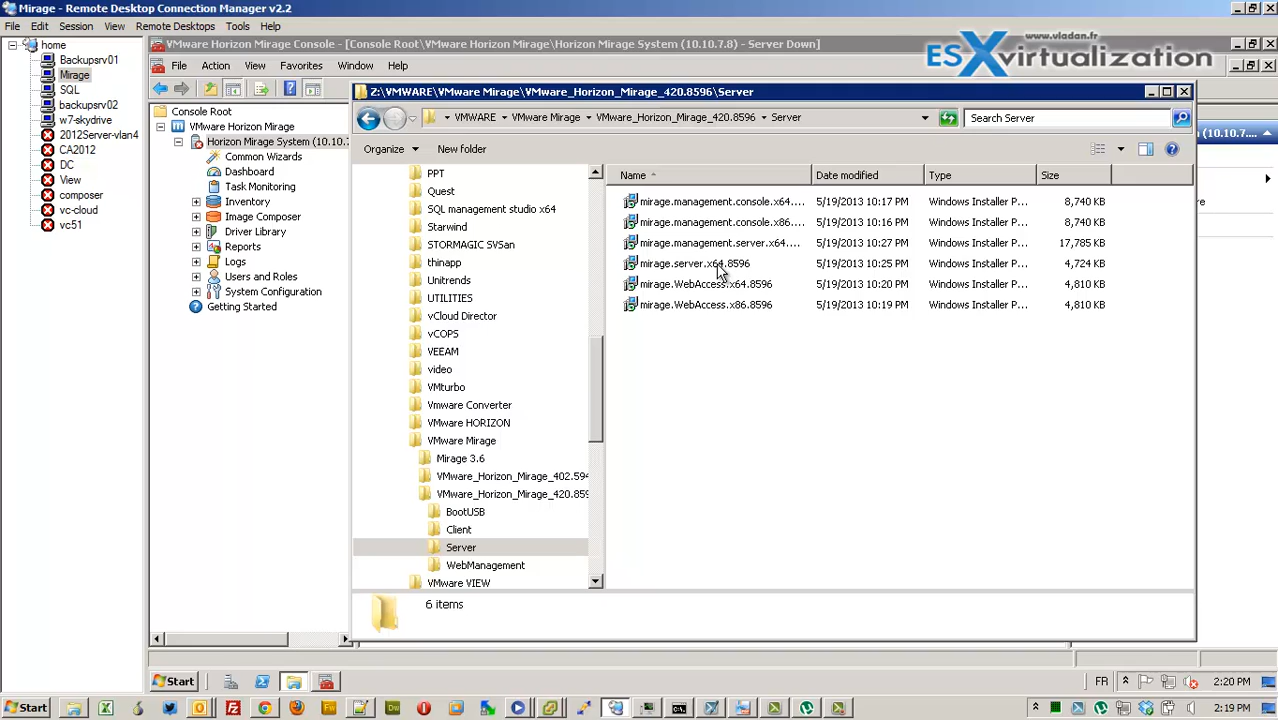 Mirage - Remote Desktop Connection Manager v2.2
File Edit Session View Remote Desktops Tools Help
home
Backupsrv01
Mirage
SQL
backupsrv02
w7-skydrive
2012Server-vlan4
CA2012
DC
View
composer
vc-cloud
vc51
VMware Horizon Mirage Console - [Console Root\VMware Horizon Mirage\Horizon Mirage System (10.10.7.8) - Server Down]
www.vladan.fr
ESXvirtualization
File Action View Favorites Window Help
Console Root
VMware Horizon Mirage
Horizon Mirage System (10.10.7.
Common Wizards
Dashboard
Task Monitoring
Inventory
Image Composer
Driver Library
Reports
Logs
Users and Roles
System Configuration
Getting Started
Z:\VMWARE\VMware Mirage\VMware_Horizon_Mirage_420.8596\Server
VMWARE VMware Mirage VMware_Horizon_Mirage_420.8596 Server
Search Server
Organize New folder
PPT
Quest
SQL management studio x64
Starwind
STORMAGIC SVSan
thinapp
Unitrends
UTILITIES
vCloud Director
vCOPS
VEEAM
video
VMturbo
Vmware Converter
VMware HORIZON
VMware Mirage
Mirage 3.6
VMware_Horizon_Mirage_402.594
VMware_Horizon_Mirage_420.859
BootUSB
Client
Server
WebManagement
VMware VIEW
Name Date modified Type Size
mirage.management.console.x64.... 5/19/2013 10:17 PM Windows Installer P... 8,740 KB
mirage.management.console.x86.... 5/19/2013 10:16 PM Windows Installer P... 8,740 KB
mirage.management.server.x64.... 5/19/2013 10:27 PM Windows Installer P... 17,785 KB
mirage.server.x64.8596 5/19/2013 10:25 PM Windows Installer P... 4,724 KB
mirage.WebAccess.x64.8596 5/19/2013 10:20 PM Windows Installer P... 4,810 KB
mirage.WebAccess.x86.8596 5/19/2013 10:19 PM Windows Installer P... 4,810 KB
6 items
(10.10.7....
re
Start
FR
2:20 PM
Start
2:19 PM